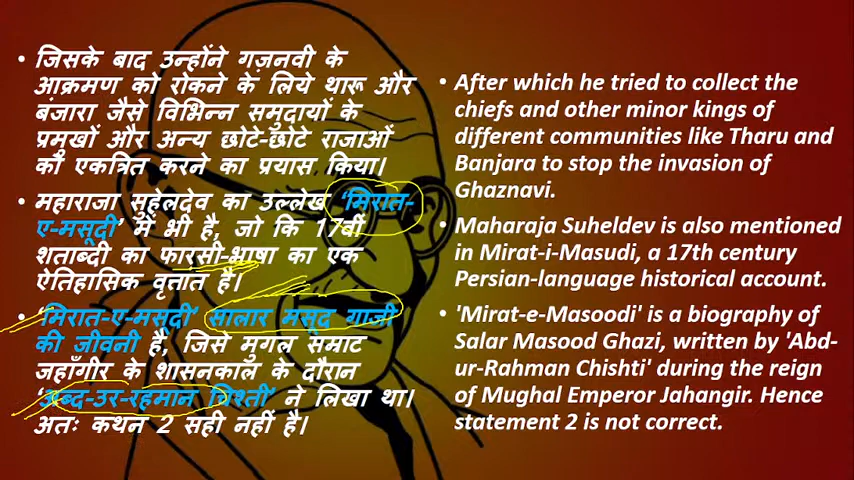 • जिसके बाद उन्होंने गज़नवी के
आक्रमण को रोकने के लिये थारू और
बंजारा जैसे विभिन्न समुदायों के
प्रमुखों और अन्य छोटे-छोटे राजाओं
को एकत्रित करने का प्रयास किया।
• महाराजा सुहेलदेव का उल्लेख ‘मिरात-
ए-मसूदी’ में भी है, जो कि 17वीं
शताब्दी का फारसी-भाषा का एक
ऐतिहासिक वृत्तांत है।
• ‘मिरात-ए-मसूदी’ सालार मसूद गाजी
की जीवनी है, जिसे मुगल सम्राट
जहाँगीर के शासनकाल के दौरान
‘अब्द-उर-रहमान चिश्ती’ ने लिखा था।
अतः कथन 2 सही नहीं है।
• After which he tried to collect the
chiefs and other minor kings of
different communities like Tharu and
Banjara to stop the invasion of
Ghaznavi.
• Maharaja Suheldev is also mentioned
in Mirat-i-Masudi, a 17th century
Persian-language historical account.
• 'Mirat-e-Masoodi' is a biography of
Salar Masood Ghazi, written by 'Abd-
ur-Rahman Chishti' during the reign
of Mughal Emperor Jahangir. Hence
statement 2 is not correct.